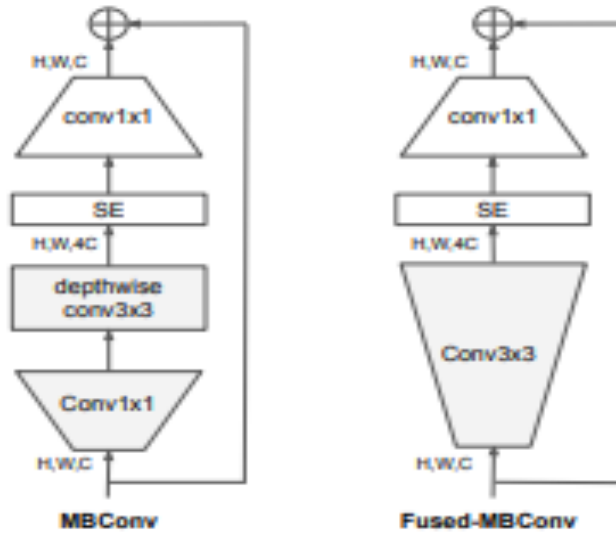 H,W,C
conv1x1
SE
H,W,4C
depthwise
conv3x3
Conv1x1
H,W,C
MBConv
H,W,C
conv1x1
SE
H,W,4C
Conv3x3
H,W,C
Fused-MBConv